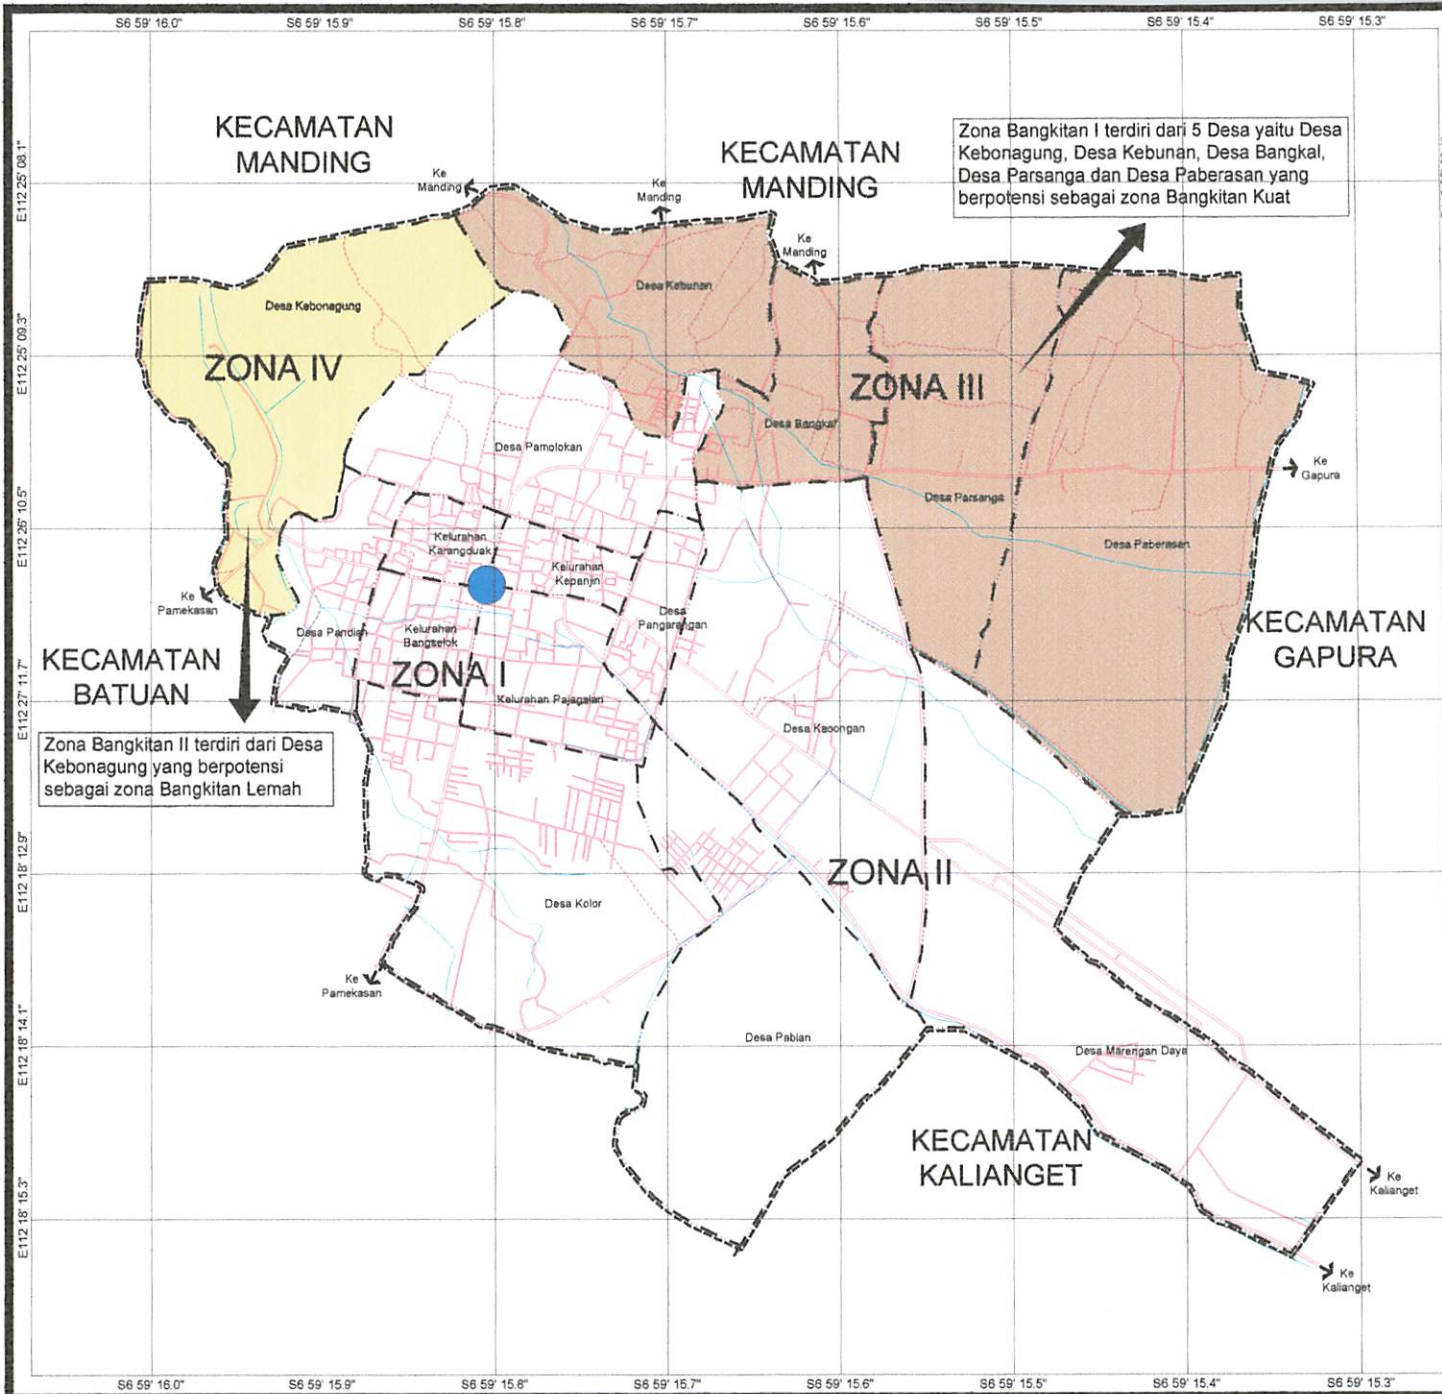 S6 59' 16.0"
S6 59' 15.9"
S6 59' 15.8"
S6 59' 15.7"
S6 59' 15.6"
S6 59' 15.5"
S6 59' 15.4"
S6 59' 15.3"
E112 25' 08.1"
E112 25' 09.3"
E112 26' 10.5"
E112 27' 11.7"
E112 18' 12.9"
E112 18' 14.1"
E112 18' 15.3"
KECAMATAN
MANDING
KECAMATAN
MANDING
Zona Bangkitan I terdiri dari 5 Desa yaitu Desa
Kebonagung, Desa Kebunan, Desa Bangkal,
Desa Parsanga dan Desa Paberasan yang
berpotensi sebagai zona Bangkitan Kuat
Ke
Manding
Ke
Manding
Ke
Manding
Desa Kebonagung
Desa Kebunan
ZONA IV
ZONA III
Desa Bangkal
Desa Pamolokan
Ke
Gapura
Desa Parsanga
Desa Paberasan
Kelurahan
Karangduak
Kelurahan
Kepanjin
Ke
Pamekasan
Desa Pandian
Kelurahan
Bangselok
Desa
Pangarangan
KECAMATAN
GAPURA
KECAMATAN
BATUAN
ZONA I
Kelurahan Pajagalan
Desa Kacongan
Zona Bangkitan II terdiri dari Desa
Kebonagung yang berpotensi
sebagai zona Bangkitan Lemah
ZONA II
Desa Kolor
Ke
Pamekasan
Desa Pabian
Desa Marengan Daya
KECAMATAN
KALIANGET
Ke
Kalianget
Ke
Kalianget
S6 59' 16.0"
S6 59' 15.9"
S6 59' 15.8"
S6 59' 15.7"
S6 59' 15.6"
S6 59' 15.5"
S6 59' 15.4"
S6 59' 15.3"